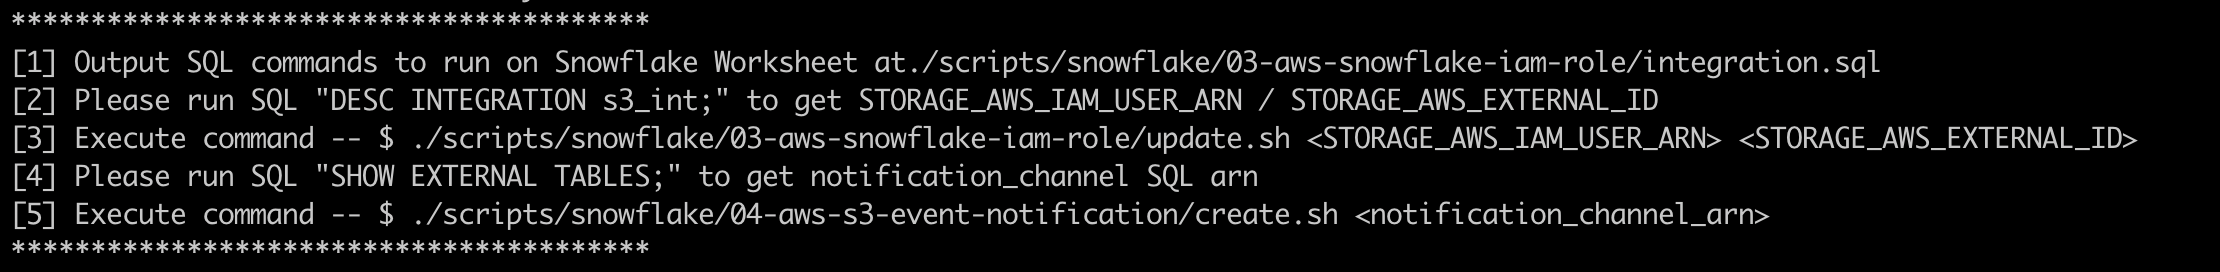 ****************************************
[1] Output SQL commands to run on Snowflake Worksheet at./scripts/snowflake/03-aws-snowflake-iam-role/integration.sql
[2] Please run SQL "DESC INTEGRATION s3_int;" to get STORAGE_AWS_IAM_USER_ARN / STORAGE_AWS_EXTERNAL_ID
[3] Execute command -- $ ./scripts/snowflake/03-aws-snowflake-iam-role/update.sh <STORAGE_AWS_IAM_USER_ARN> <STORAGE_AWS_EXTERNAL_ID>
[4] Please run SQL "SHOW EXTERNAL TABLES;" to get notification_channel SQL arn
[5] Execute command -- $ ./scripts/snowflake/04-aws-s3-event-notification/create.sh <notification_channel_arn>
****************************************